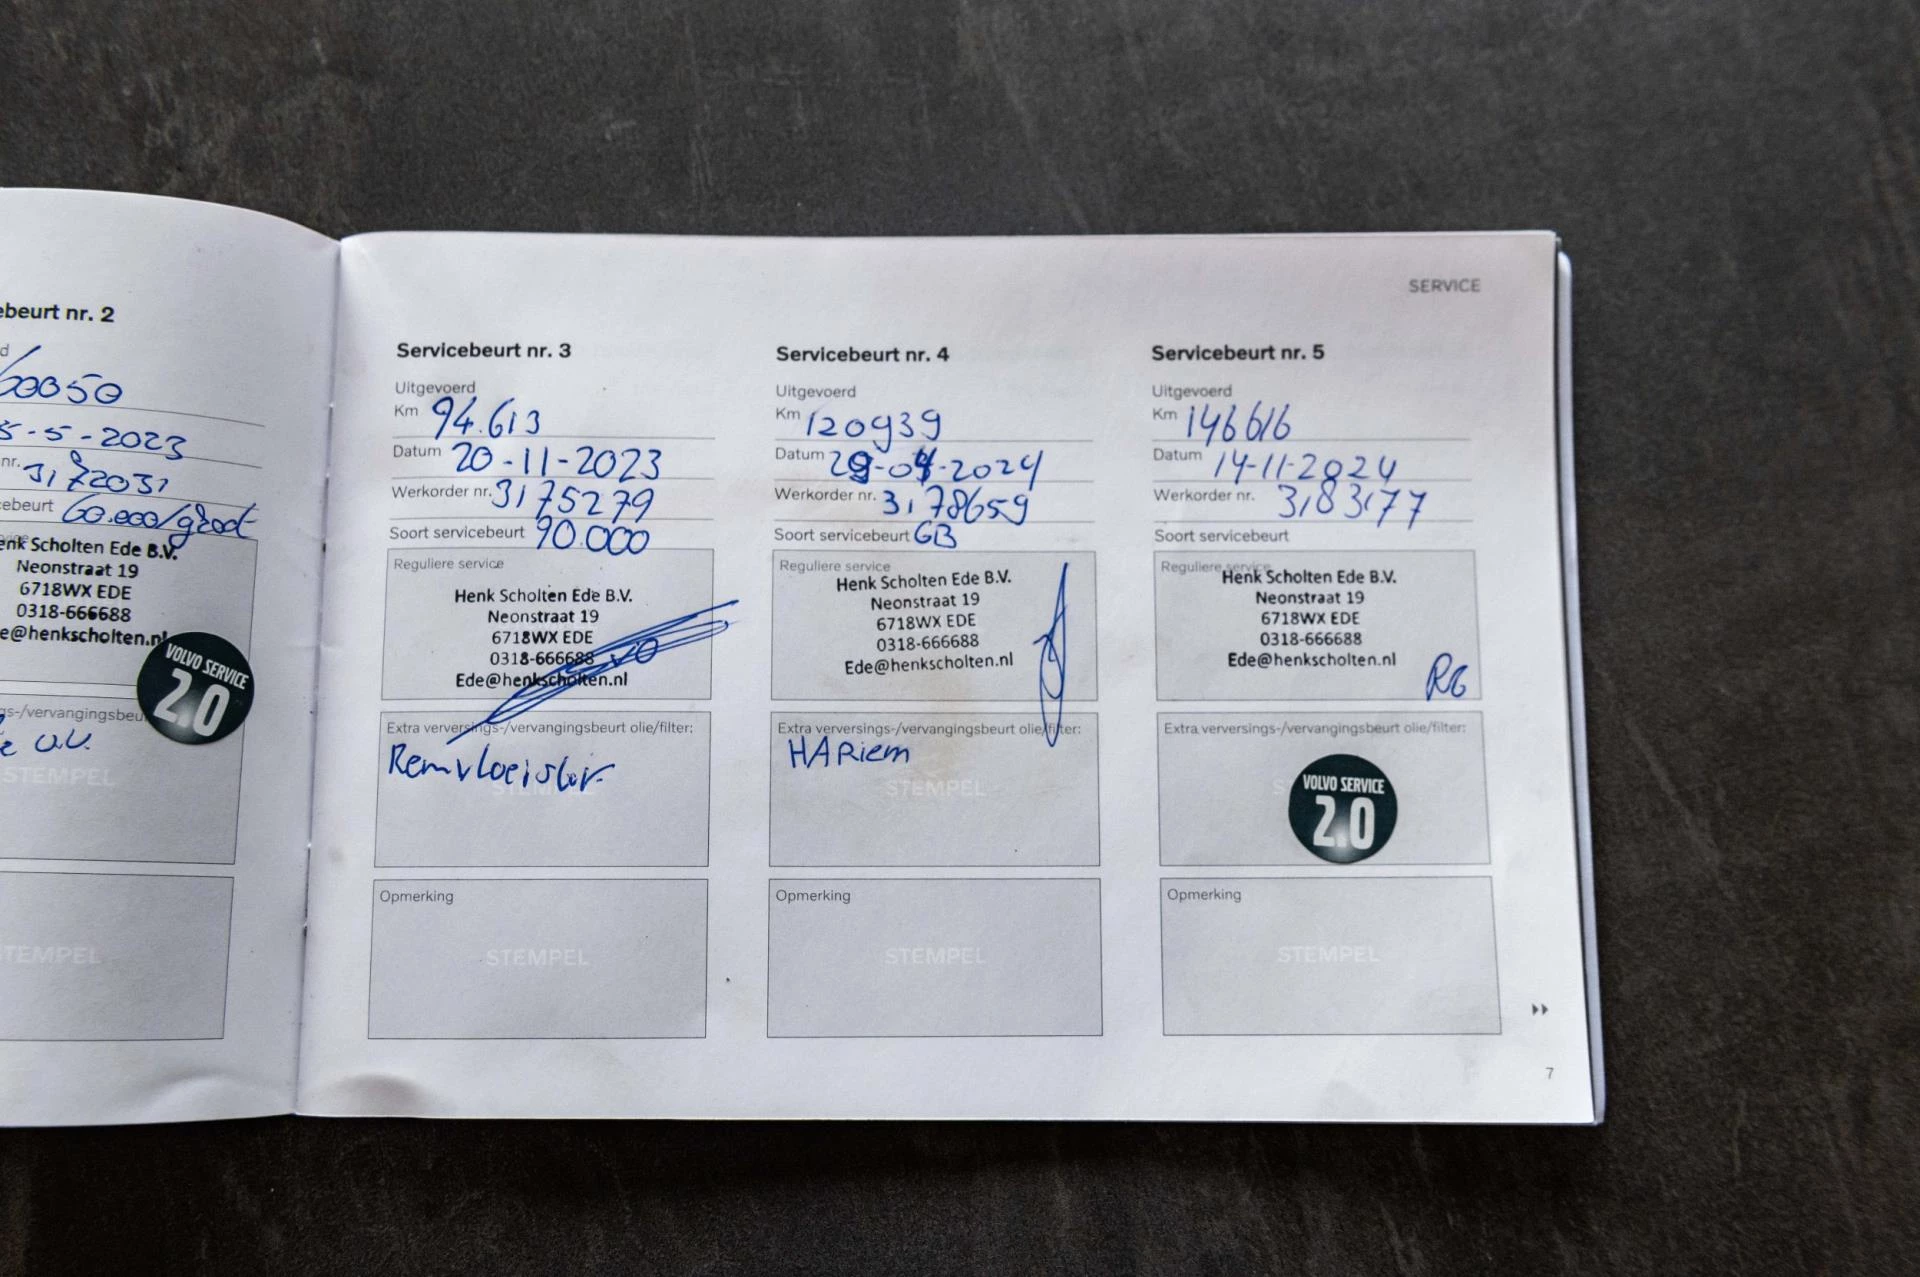 SERVICE
ebeurt nr. 2
d
60050
5-5-2023
nr. 3172031
cebeurt 60.000/groot
enk Scholten Ede B.V.
Neonstraat 19
6718WX EDE
0318-666688
e@henkscholten.nl
VOLVO SERVICE
2.0
gs-/vervangingsbeu
STEMPEL
TEMPEL
Servicebeurt nr. 3
Uitgevoerd
Km 94.613
Datum 20-11-2023
Werkorder nr. 3175279
Soort servicebeurt 90.000
Reguliere service
Henk Scholten Ede B.V.
Neonstraat 19
6718WX EDE
0318-666688
Ede@henkscholten.nl
Extra verversings-/vervangingsbeurt olie/filter:
Remvloeistof
STEMPEL
Opmerking
STEMPEL
Servicebeurt nr. 4
Uitgevoerd
Km 120939
Datum 29-04-2024
Werkorder nr. 3178659
Soort servicebeurt GB
Reguliere service
Henk Scholten Ede B.V.
Neonstraat 19
6718WX EDE
0318-666688
Ede@henkscholten.nl
Extra verversings-/vervangingsbeurt olie/filter:
HARiem
STEMPEL
Opmerking
STEMPEL
Servicebeurt nr. 5
Uitgevoerd
Km 146616
Datum 14-11-2024
Werkorder nr. 3183177
Soort servicebeurt
Reguliere service
Henk Scholten Ede B.V.
Neonstraat 19
6718WX EDE
0318-666688
Ede@henkscholten.nl
RG
Extra verversings-/vervangingsbeurt olie/filter:
VOLVO SERVICE
2.0
Opmerking
STEMPEL
7